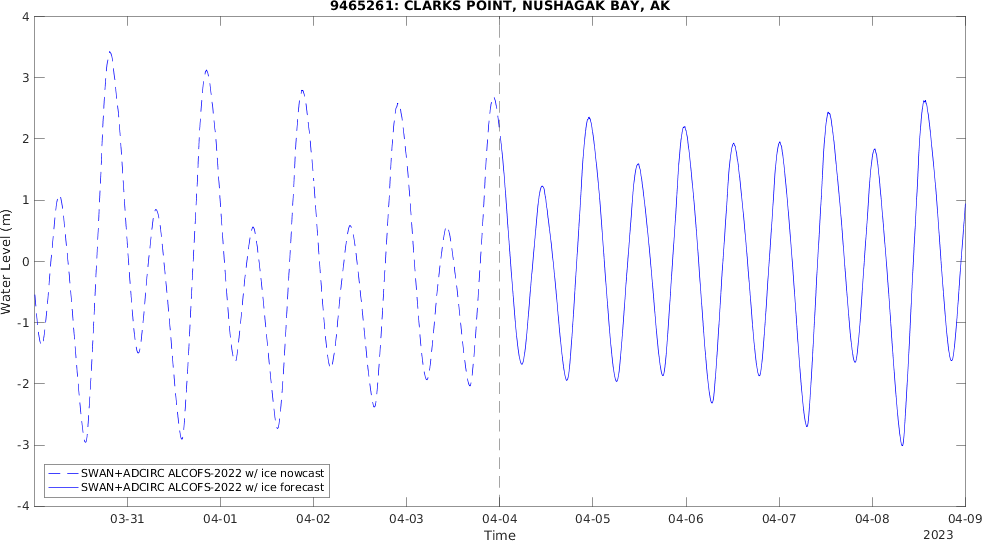 9465261: CLARKS POINT, NUSHAGAK BAY, AK
4
3
2
1
0
-1
-2
-3
-4
Water Level (m)
SWAN+ADCIRC ALCOFS-2022 w/ ice nowcast
SWAN+ADCIRC ALCOFS-2022 w/ ice forecast
03-31 04-01 04-02 04-03 04-04 04-05 04-06 04-07 04-08 04-09
Time
2023